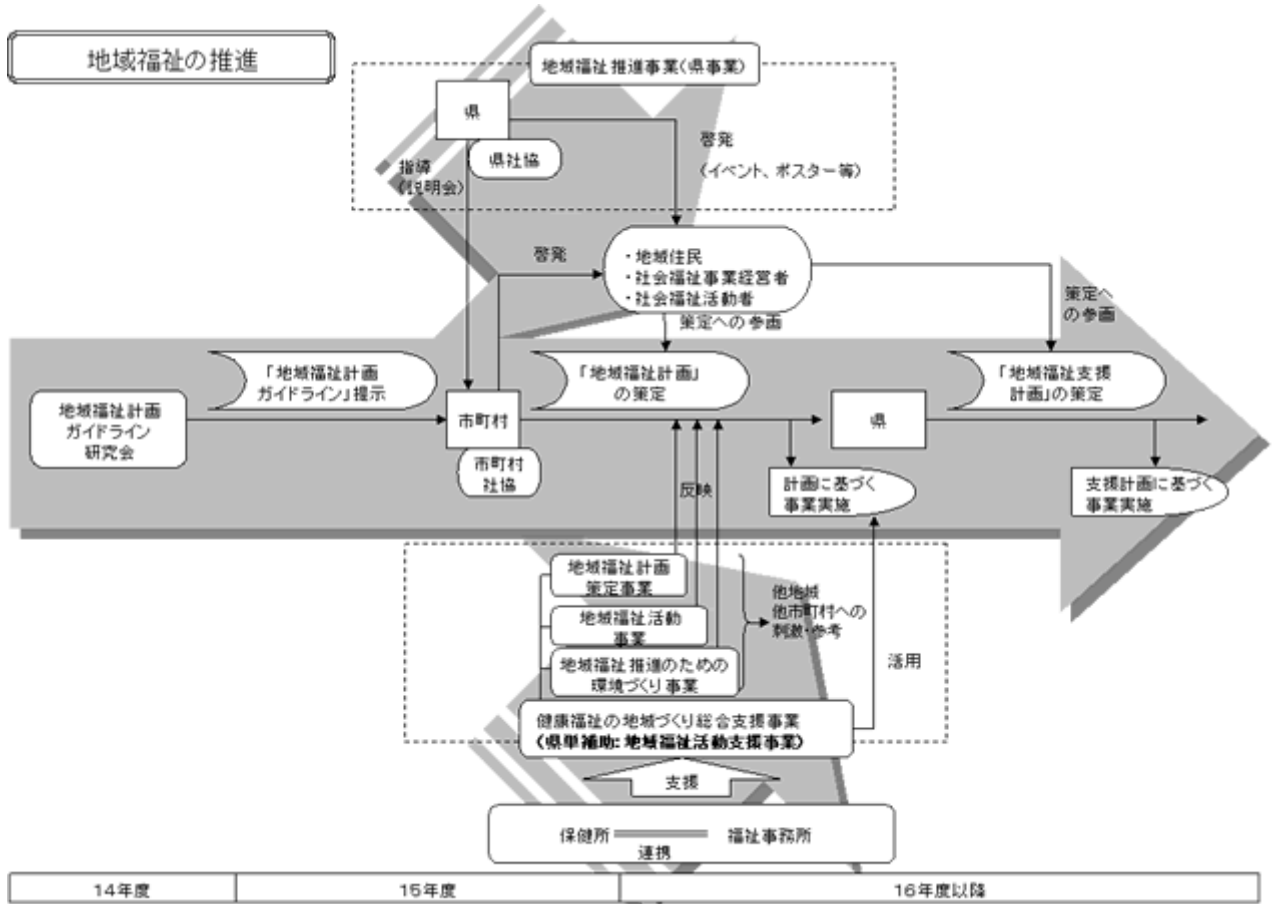 地域福祉の推進
地域福祉推進事業(県事業)
県
県社協
指導
(説明会)
啓発
(イベント、ポスター等)
啓発
・地域住民
・社会福祉事業経営者
・社会福祉活動者
策定への参画
策定へ
の参画
「地域福祉計画
ガイドライン」提示
「地域福祉計画」
の策定
「地域福祉支援
計画」の策定
地域福祉計画
ガイドライン
研究会
市町村
市町村
社協
県
反映
計画に基づく
事業実施
支援計画に基づく
事業実施
地域福祉計画
策定事業
地域福祉活動
事業
地域福祉推進のための
環境づくり事業
他地域
他市町村への
刺激・参考
活用
健康福祉の地域づくり総合支援事業
(県単補助:地域福祉活動支援事業)
支援
保健所
福祉事務所
連携
14年度
15年度
16年度以降